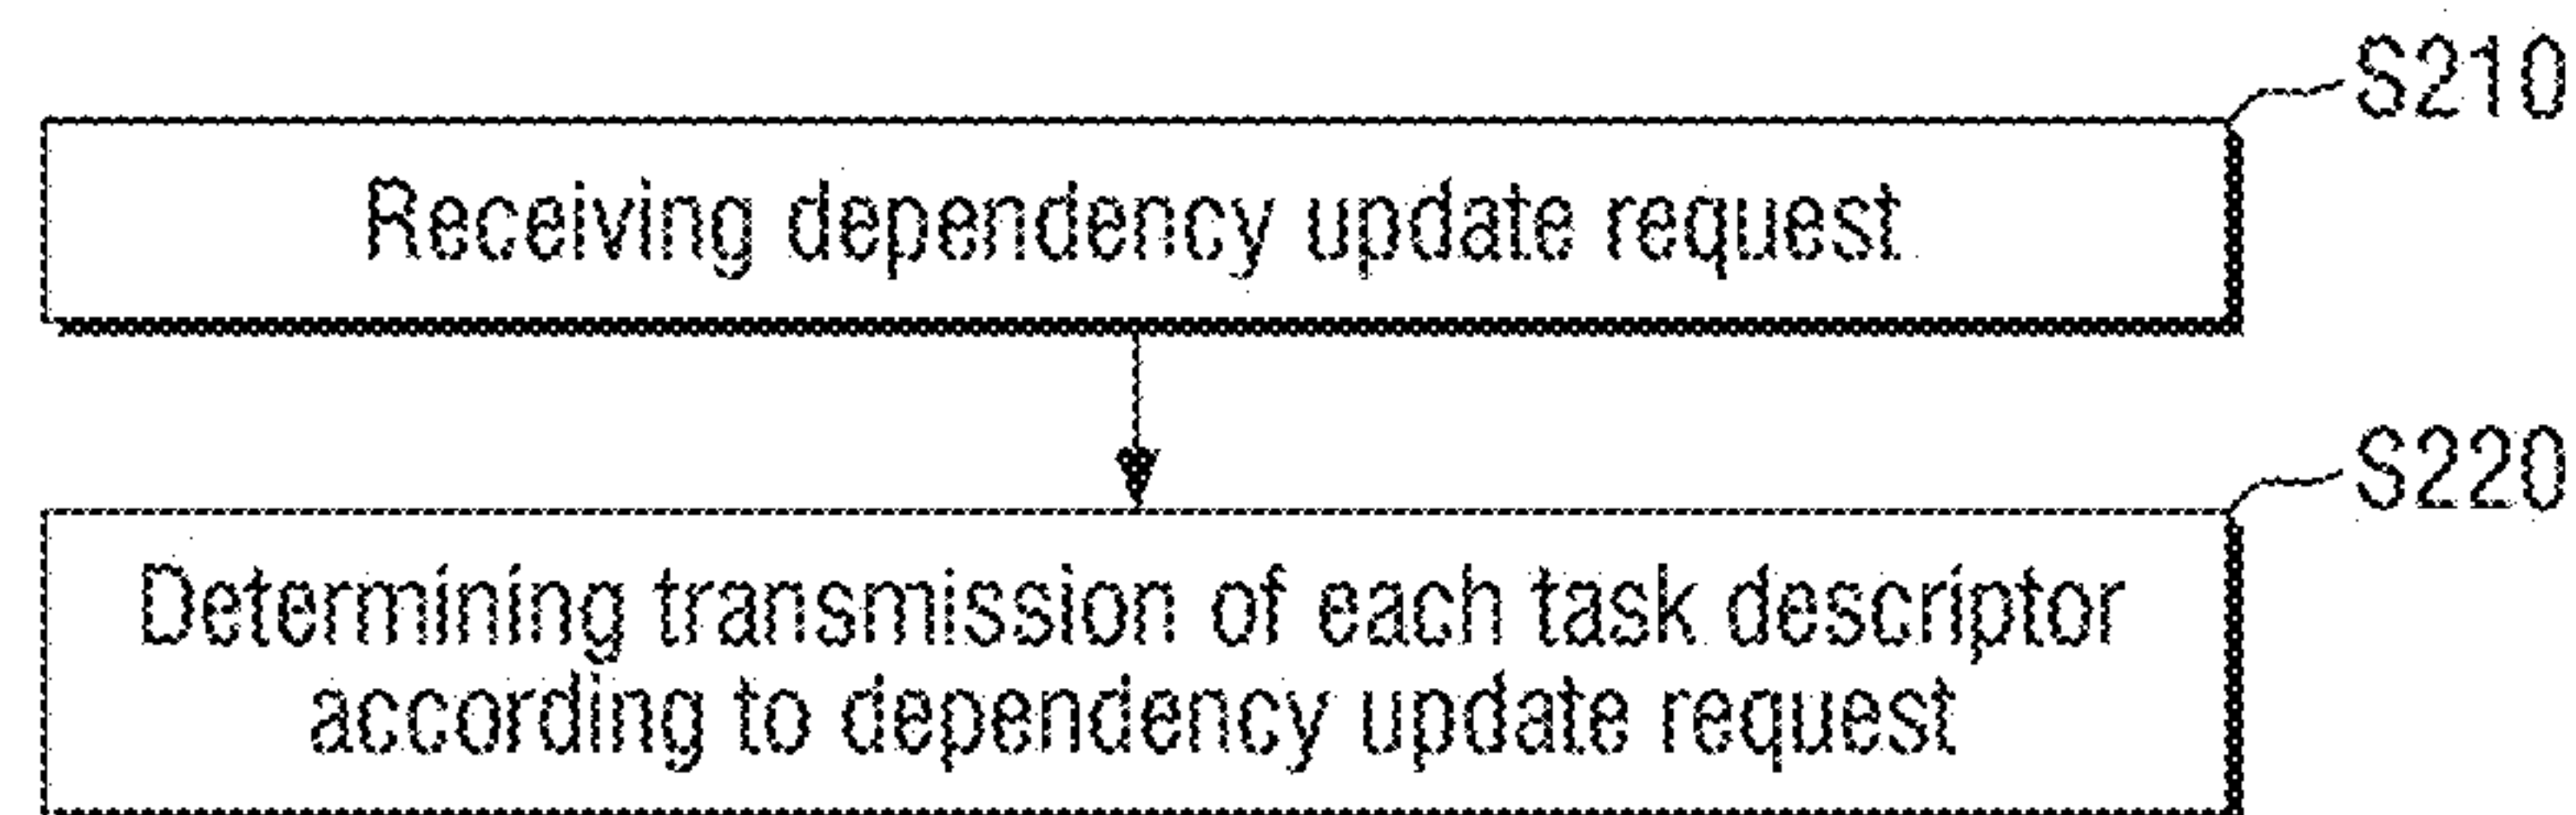 S210
Receiving dependency update request
S220
Determining transmission of each task descriptor
according to dependency update request